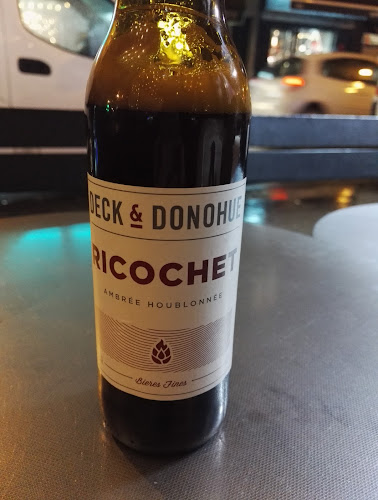 DECK & DONOHUE
RICOCHET
AMBRÉE HOUBLONNÉE
Bières Fines